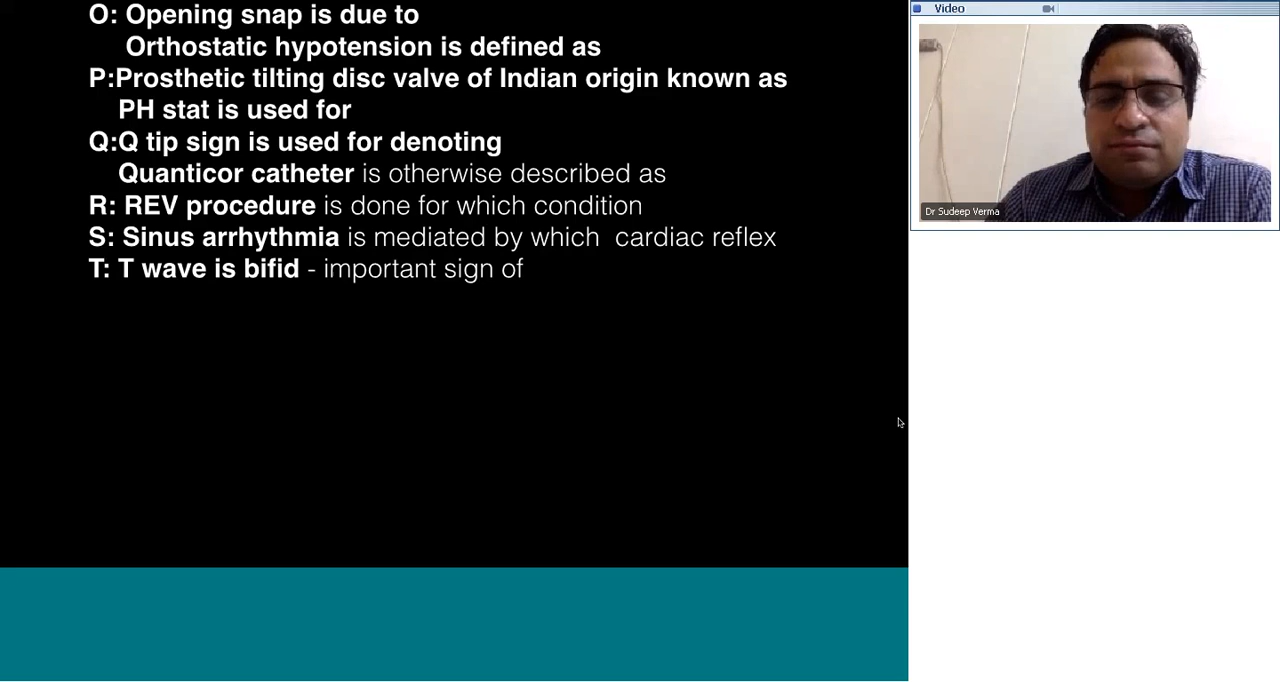 O: Opening snap is due to
Orthostatic hypotension is defined as
P:Prosthetic tilting disc valve of Indian origin known as
PH stat is used for
Q:Q tip sign is used for denoting
Quanticor catheter is otherwise described as
R: REV procedure is done for which condition
S: Sinus arrhythmia is mediated by which cardiac reflex
T: T wave is bifid - important sign of
Video
Dr Sudeep Verma